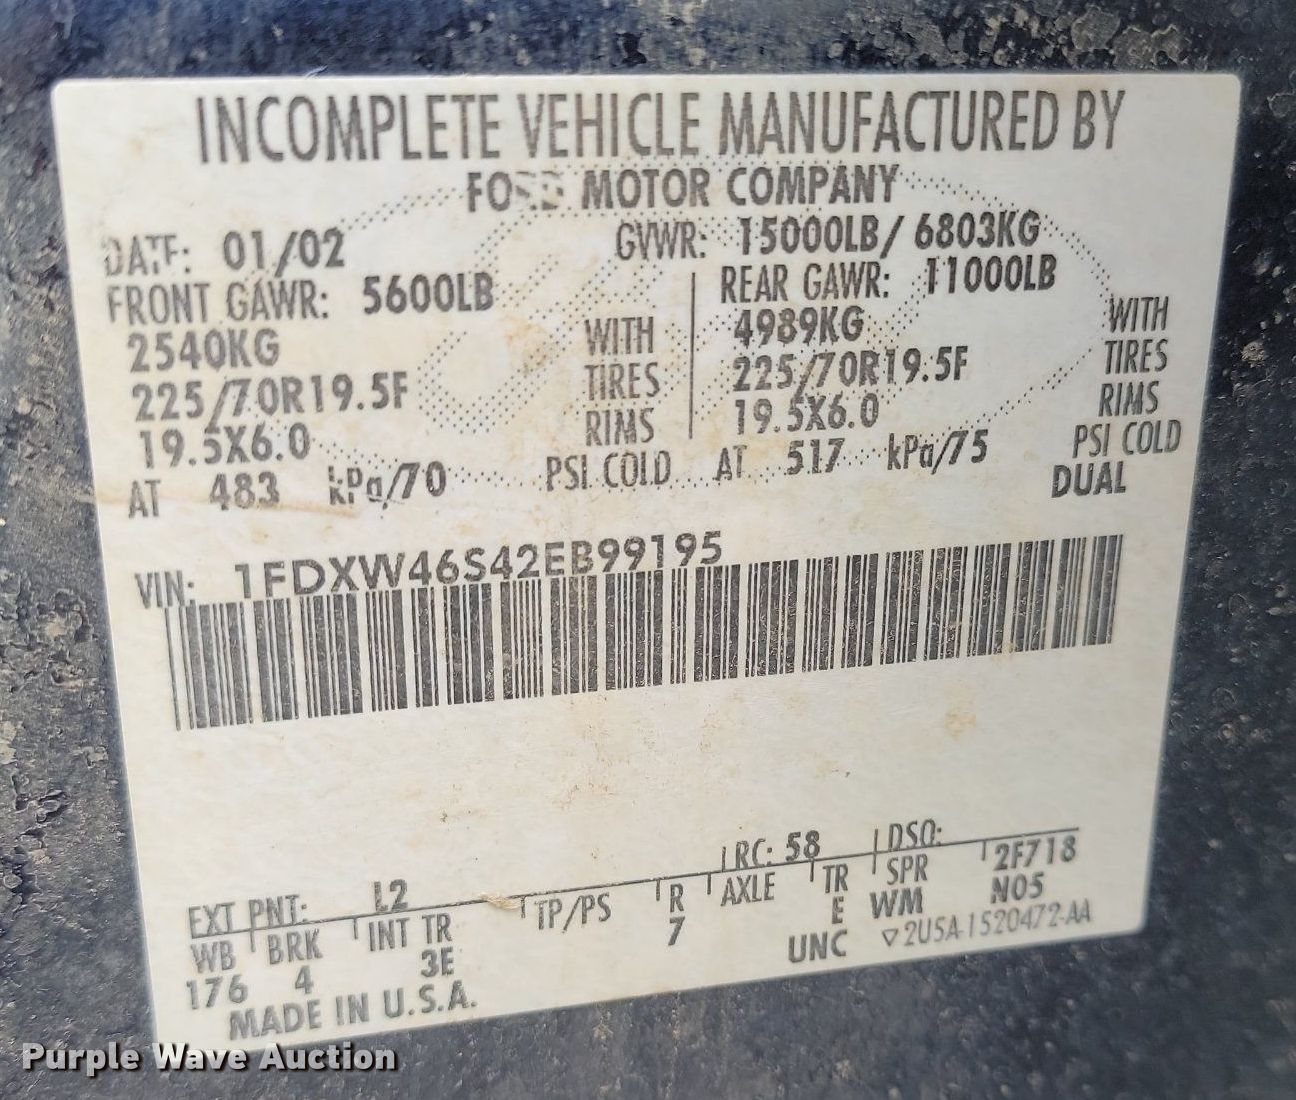 INCOMPLETE VEHICLE MANUFACTURED BY
FORD MOTOR COMPANY
DATE: 01/02 GVWR: 15000LB/ 6803KG
FRONT GAWR: 5600LB REAR GAWR: 11000LB
2540KG WITH 4989KG WITH
225/70R19.5F TIRES 225/70R19.5F TIRES
19.5X6.0 RIMS 19.5X6.0 RIMS
AT 483 kPa/70 PSI COLD AT 517 kPa/75 PSI COLD
DUAL
VIN: 1FDXW46S42EB99195
EXT PNT: L2 RC: 58 DSO: 2F718
WB BRK INT TR TP/PS R AXLE TR SPR N05
176 4 3E 7 E WM
UNC ▽2U5A-1520472-AA
MADE IN U.S.A.
Purple Wave Auction